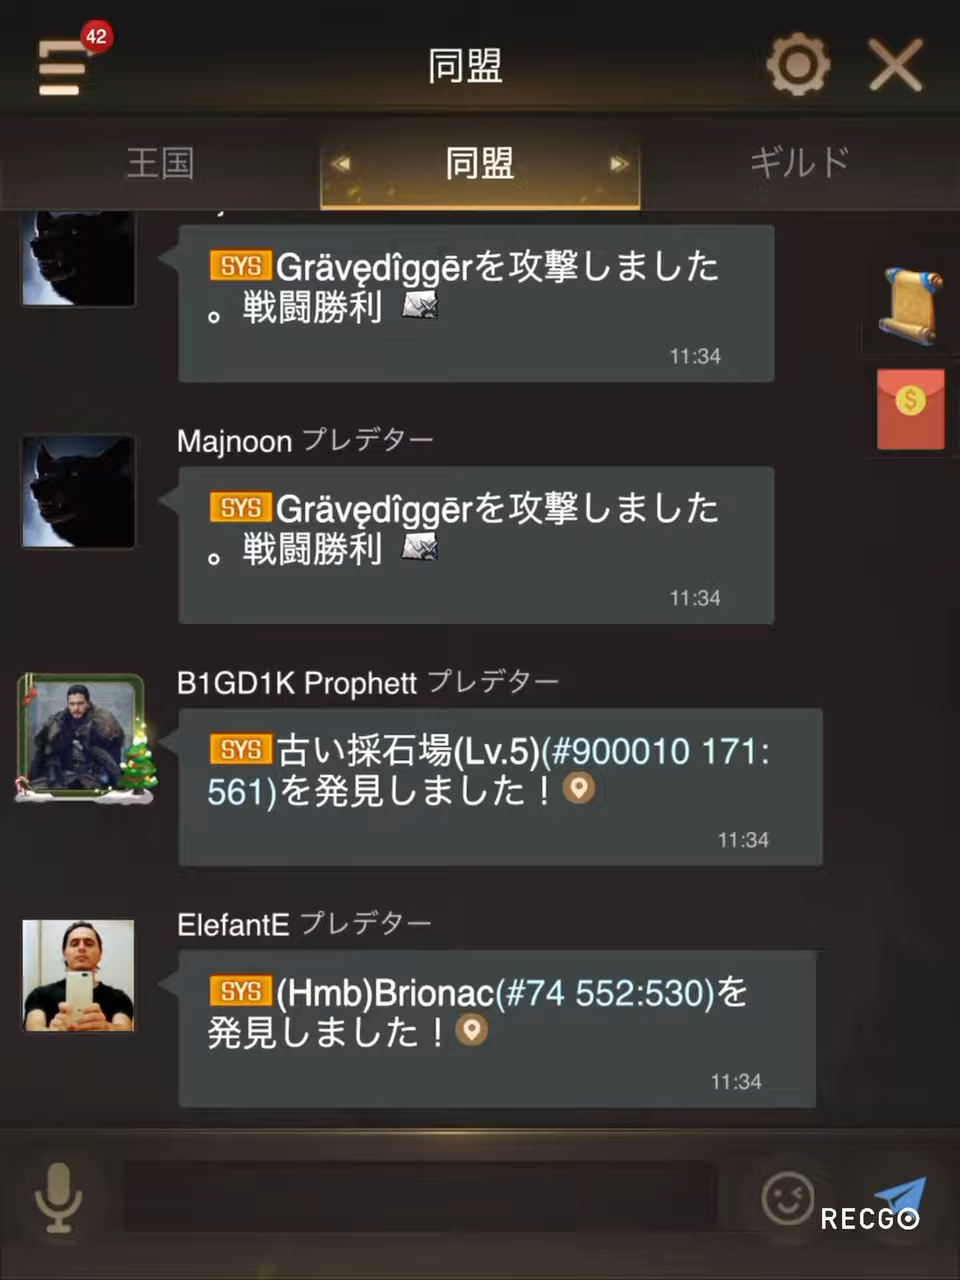 42
同盟
王国
同盟
ギルド
SYS Grävędîggērを攻撃しました
。戦闘勝利
11:34
Majnoon プレデター
SYS Grävędîggērを攻撃しました
。戦闘勝利
11:34
B1GD1K Prophett プレデター
SYS 古い採石場(Lv.5)(#900010 171:
561)を発見しました！
11:34
ElefantE プレデター
SYS (Hmb)Brionac(#74 552:530)を
発見しました！
11:34
RECGO